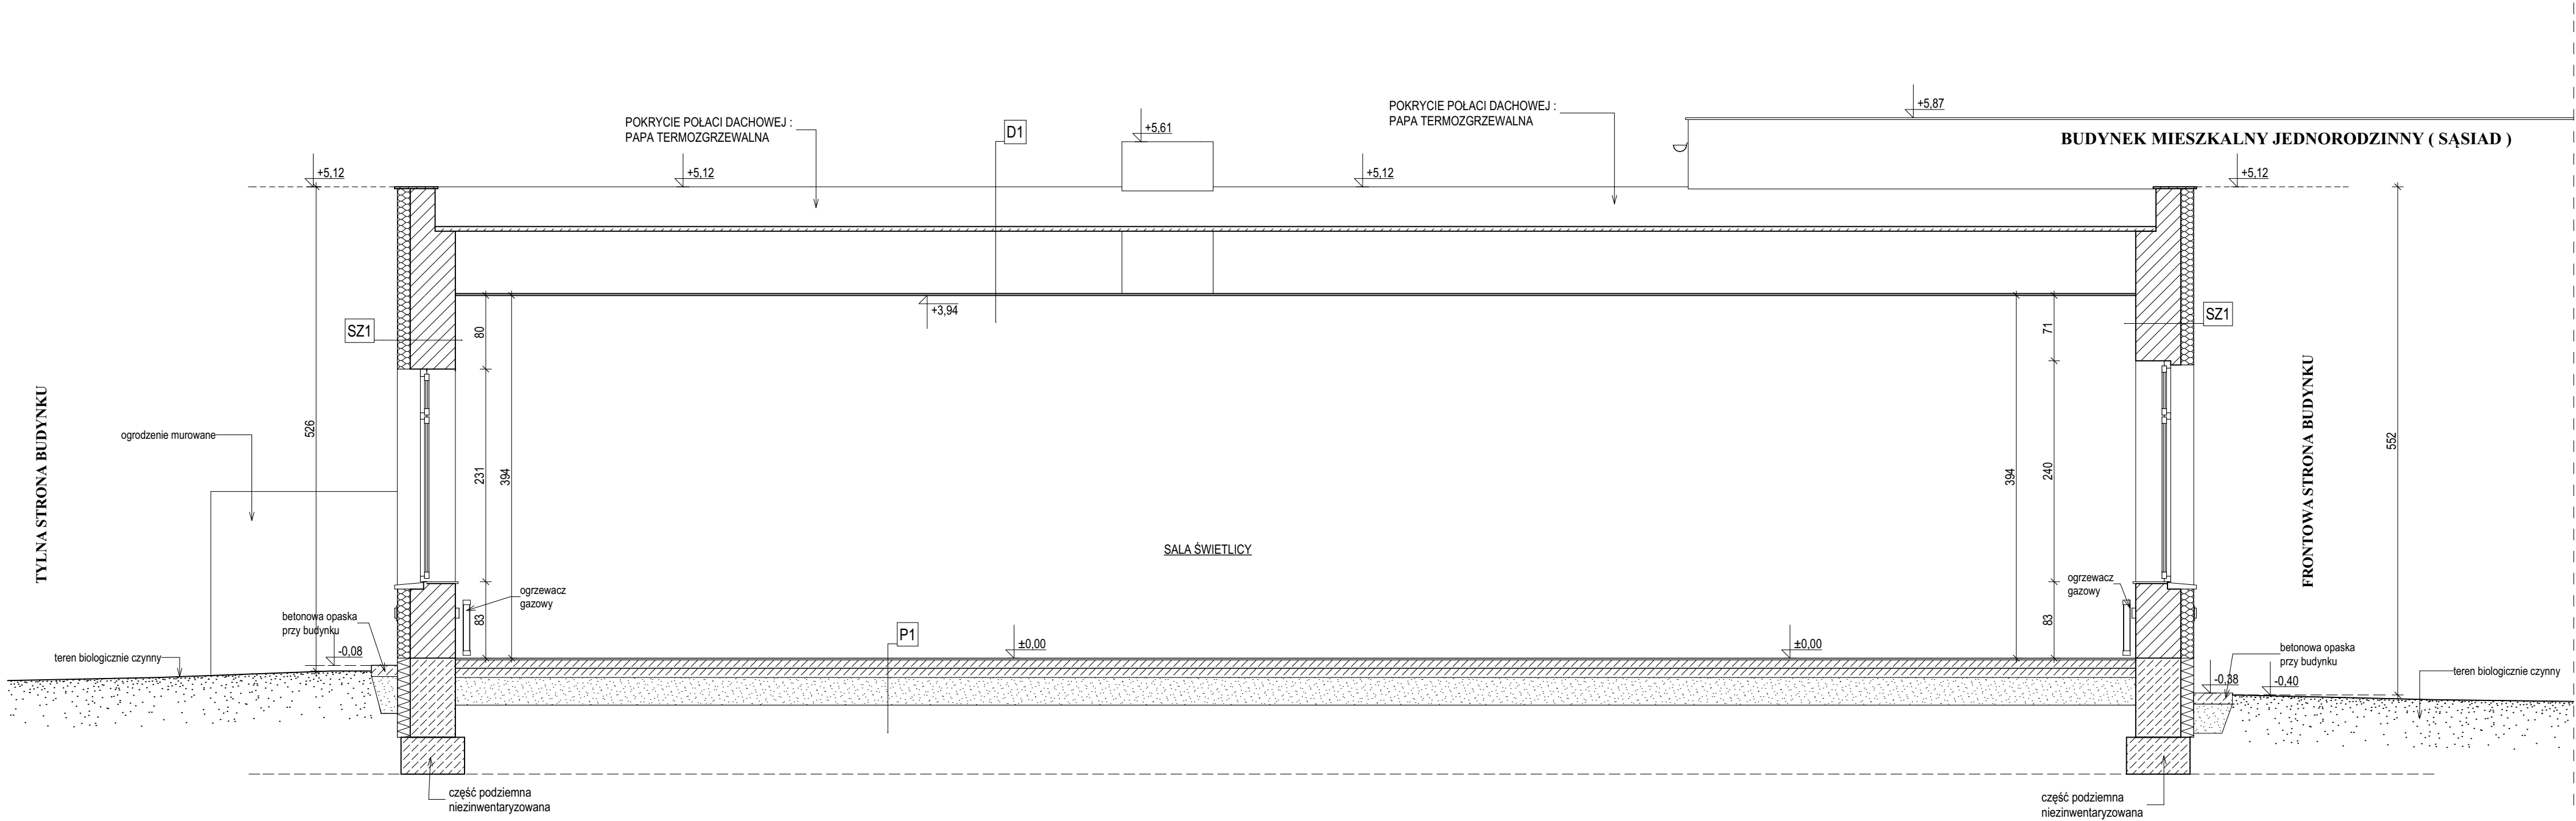 +5,87
POKRYCIE POŁACI DACHOWEJ :
PAPA TERMOZGRZEWALNA
D1
+5,61
POKRYCIE POŁACI DACHOWEJ :
PAPA TERMOZGRZEWALNA
BUDYNEK MIESZKALNY JEDNORODZINNY ( SĄSIAD )
+5,12
+5,12
+5,12
+5,12
+3,94
SZ1
80
71
SZ1
TYLNA STRONA BUDYNKU
ogrodzenie murowane
526
231
394
394
240
FRONTOWA STRONA BUDYNKU
552
SALA ŚWIETLICY
ogrzewacz
gazowy
ogrzewacz
gazowy
betonowa opaska
przy budynku
83
83
P1
±0,00
±0,00
teren biologicznie czynny
-0,08
betonowa opaska
przy budynku
-0,38
-0,40
teren biologicznie czynny
część podziemna
niezinwentaryzowana
część podziemna
niezinwentaryzowana